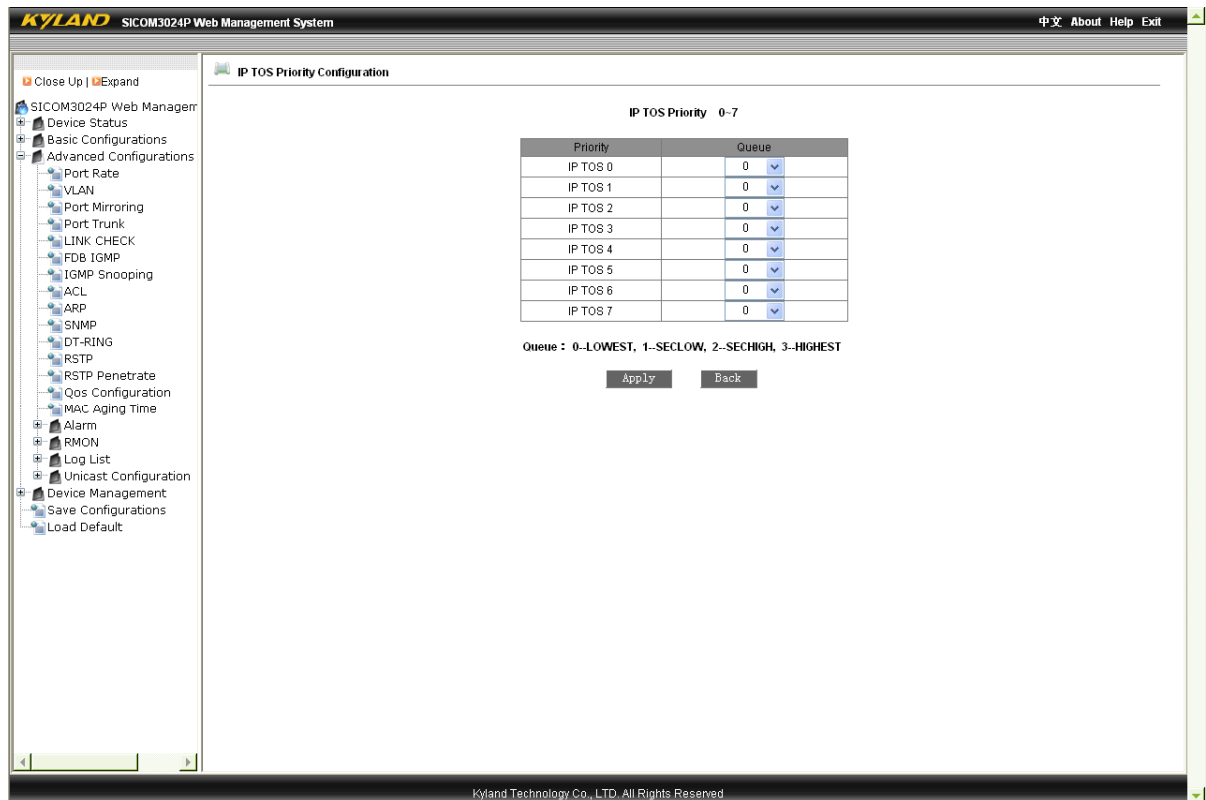 KYLAND SICOM3024P Web Management System 中文 About Help Exit
Close Up | Expand
SICOM3024P Web Managem
Device Status
Basic Configurations
Advanced Configurations
Port Rate
VLAN
Port Mirroring
Port Trunk
LINK CHECK
FDB IGMP
IGMP Snooping
ACL
ARP
SNMP
DT-RING
RSTP
RSTP Penetrate
Qos Configuration
MAC Aging Time
Alarm
RMON
Log List
Unicast Configuration
Device Management
Save Configurations
Load Default
IP TOS Priority Configuration
IP TOS Priority 0~7
Priority Queue
IP TOS 0 0
IP TOS 1 0
IP TOS 2 0
IP TOS 3 0
IP TOS 4 0
IP TOS 5 0
IP TOS 6 0
IP TOS 7 0
Queue： 0--LOWEST, 1--SECLOW, 2--SECHIGH, 3--HIGHEST
Apply Back
Kyland Technology Co., LTD. All Rights Reserved